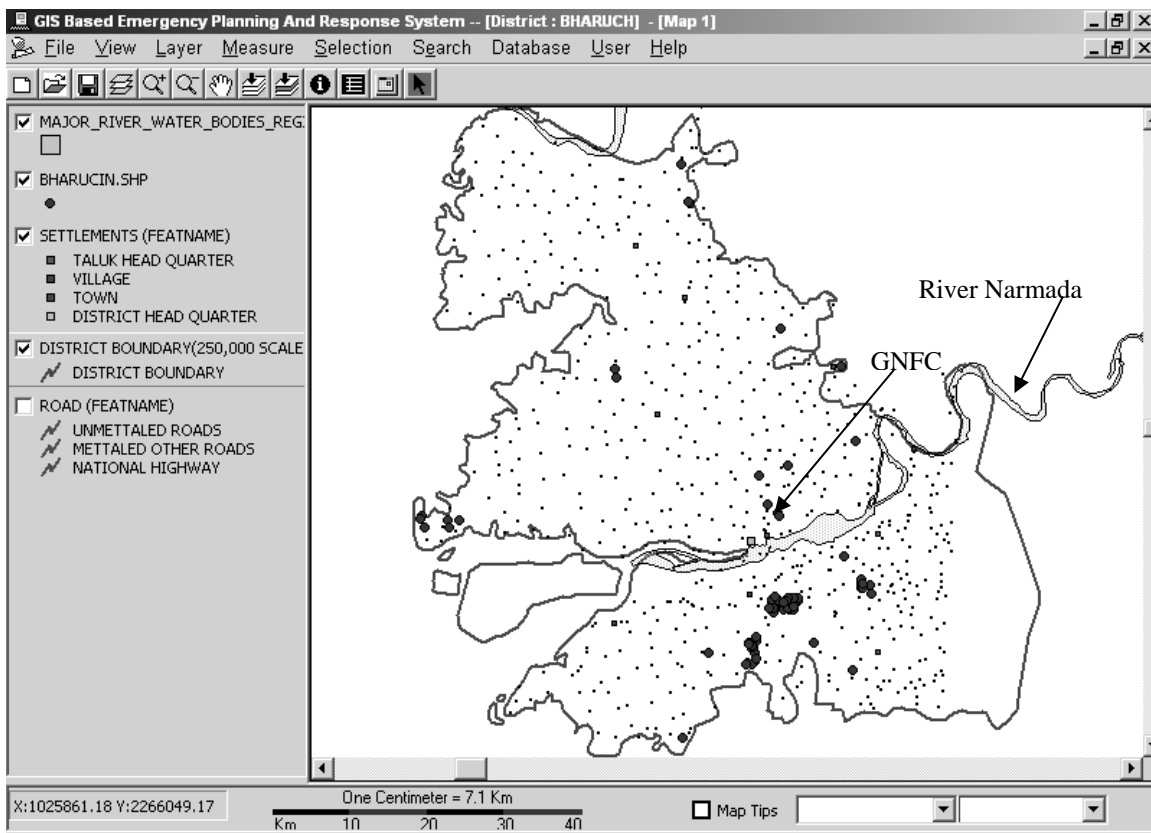 GIS Based Emergency Planning And Response System -- [District : BHARUCH] - [Map 1]
File View Layer Measure Selection Search Database User Help
MAJOR_RIVER_WATER_BODIES_REG
BHARUCIN.SHP
SETTLEMENTS (FEATNAME)
TALUK HEAD QUARTER
VILLAGE
TOWN
DISTRICT HEAD QUARTER
DISTRICT BOUNDARY(250,000 SCALE
DISTRICT BOUNDARY
ROAD (FEATNAME)
UNMETTALED ROADS
METTALED OTHER ROADS
NATIONAL HIGHWAY
River Narmada
GNFC
X:1025861.18 Y:2266049.17
One Centimeter = 7.1 Km
Km 10 20 30 40
Map Tips